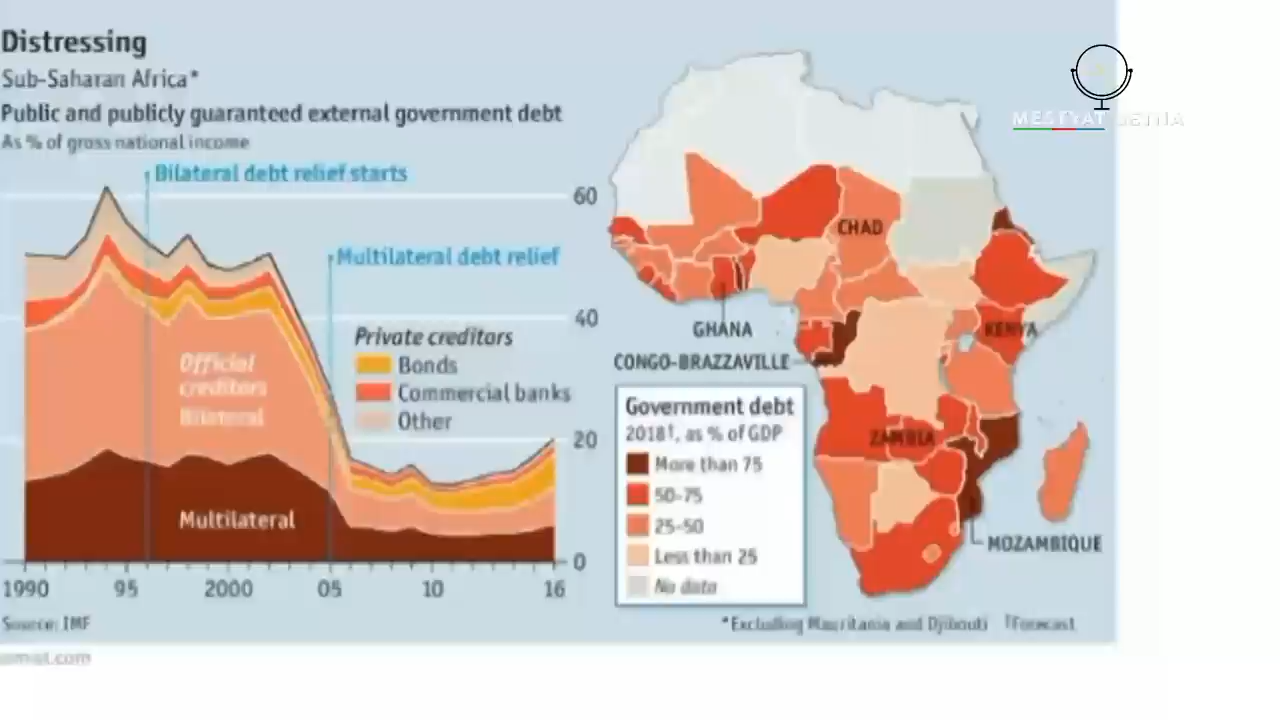 Distressing
Sub-Saharan Africa*
Public and publicly guaranteed external government debt
As % of gross national income
Bilateral debt relief starts
Multilateral debt relief
60
40
20
0
Private creditors
Bonds
Commercial banks
Other
Official
creditors
Bilateral
Multilateral
1990 95 2000 05 10 16
Source: IMF
CHAD
GHANA
KENYA
CONGO-BRAZZAVILLE
ZAMBIA
MOZAMBIQUE
Government debt
2018†, as % of GDP
More than 75
50-75
25-50
Less than 25
No data
*Excluding Mauritania and Djibouti †Forecast